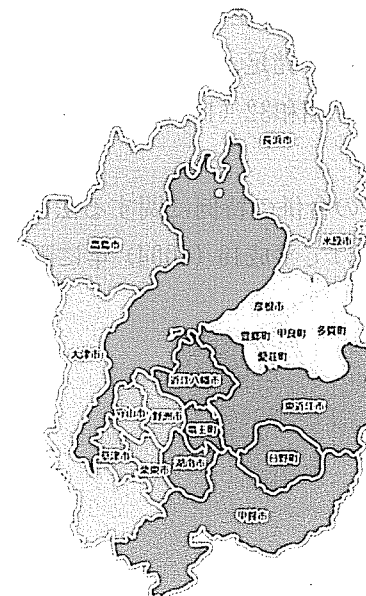 長浜市
高島市
米原市
彦根市
豊郷町 甲良町 多賀町
愛荘町
大津市
近江八幡市
東近江市
守山市
野洲市
竜王町
草津市
栗東市
湖南市
日野町
甲賀市